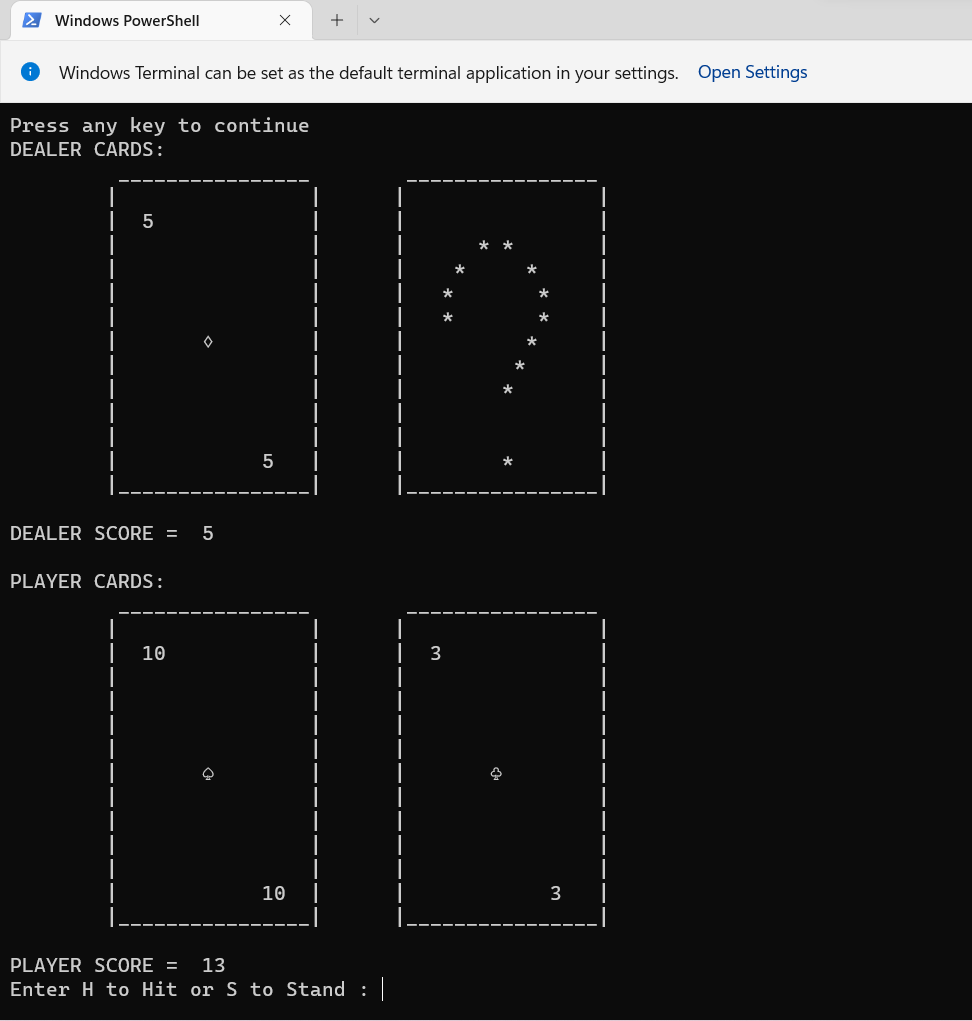 Windows PowerShell
Windows Terminal can be set as the default terminal application in your settings. Open Settings
Press any key to continue
DEALER CARDS:
5
5
DEALER SCORE =  5
PLAYER CARDS:
10 3
10 3
PLAYER SCORE =  13
Enter H to Hit or S to Stand :